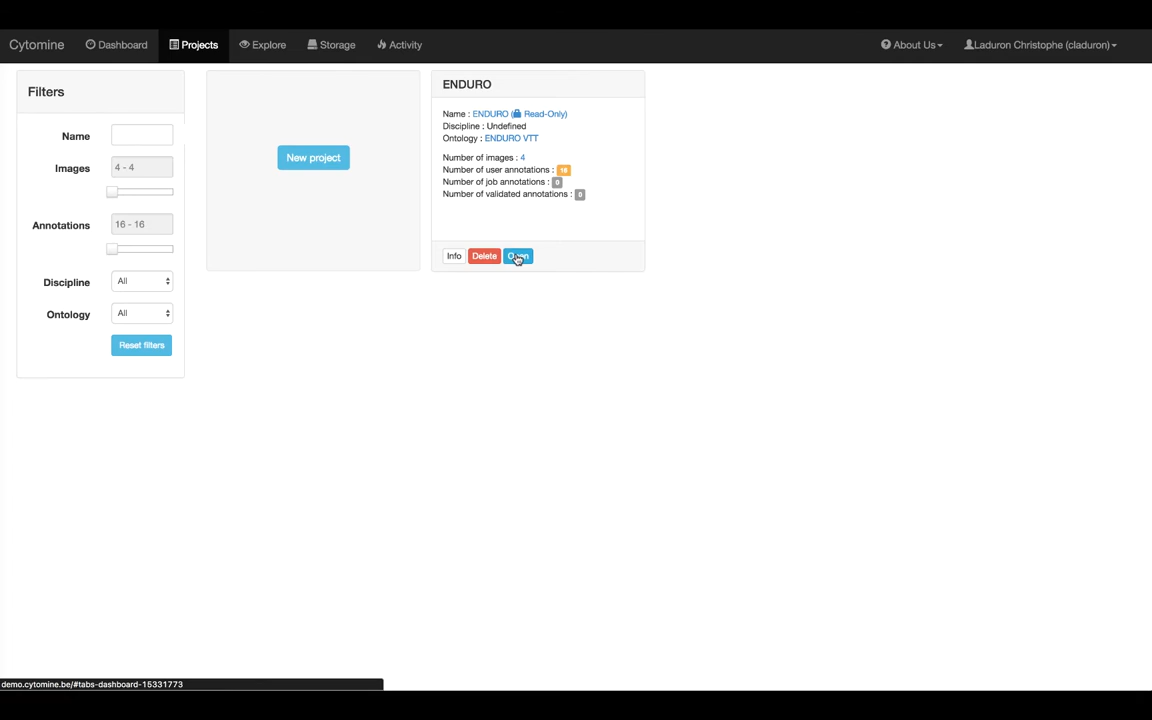 Cytomine Dashboard Projects Explore Storage Activity About Us Laduron Christophe (claduron)
Filters
Name
Images 4 - 4
Annotations 16 - 16
Discipline All
Ontology All
Reset filters
New project
ENDURO
Name : ENDURO (Read-Only)
Discipline : Undefined
Ontology : ENDURO VTT
Number of images : 4
Number of user annotations : 16
Number of job annotations : 0
Number of validated annotations : 0
Info Delete
demo.cytomine.be/#tabs-dashboard-15331773